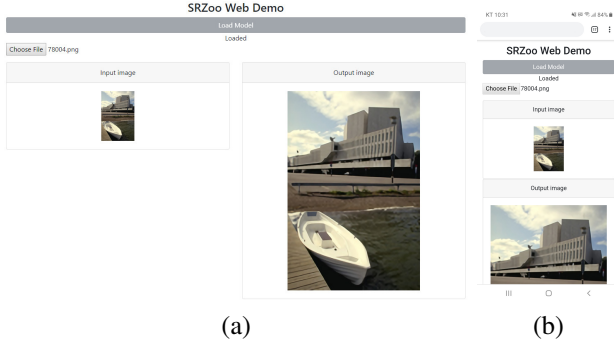 SRZoo Web Demo
Load Model
Loaded
Choose File 78004.png
Input image
Output image
(a)
KT 10:31
84%
SRZoo Web Demo
Load Model
Loaded
Choose File 78004.png
Input image
Output image
(b)